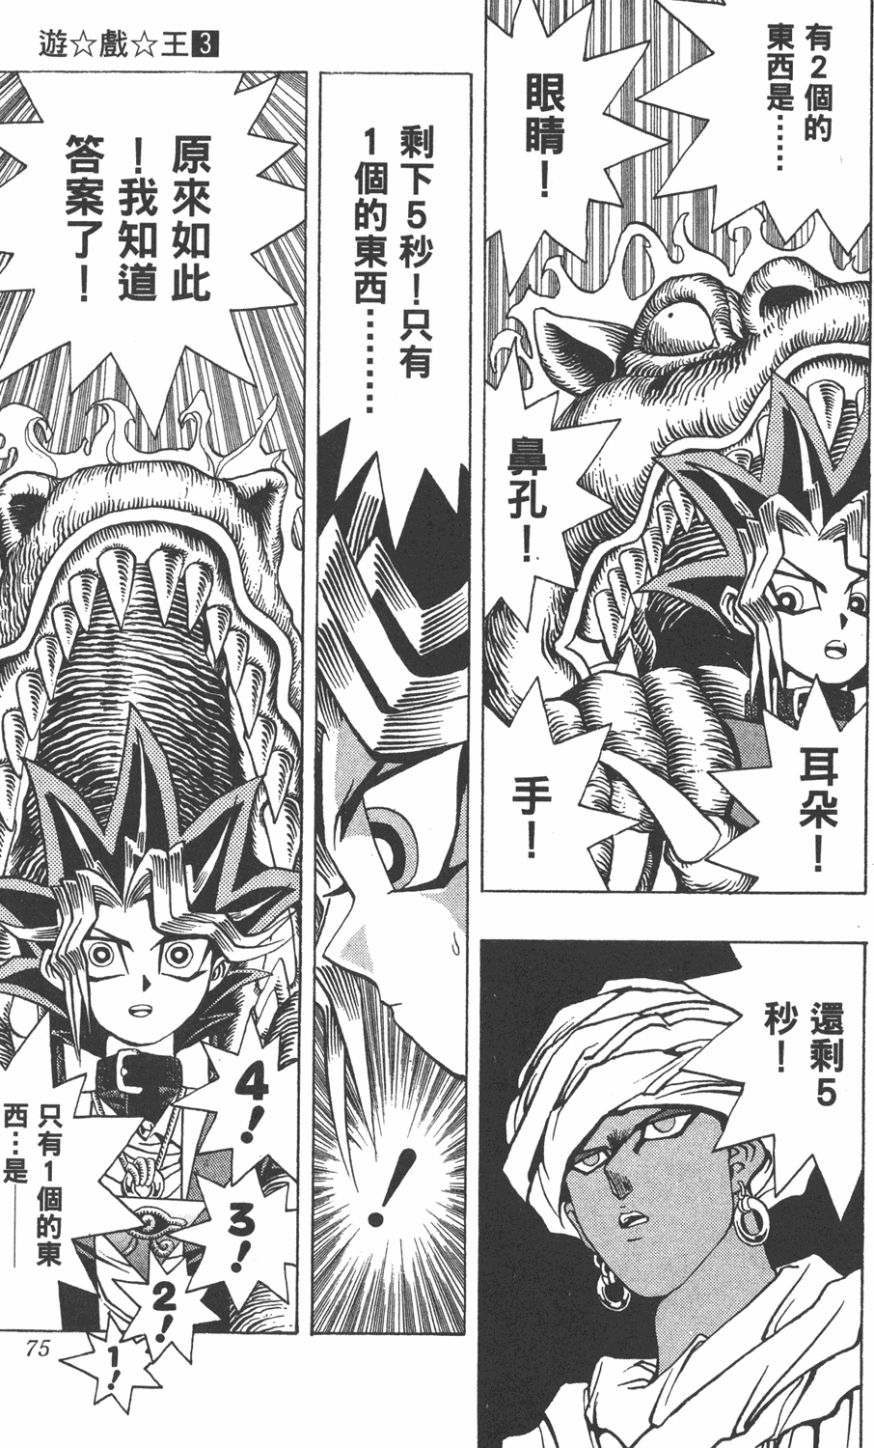 遊☆戲☆王3
有2個的
東西是……
眼睛！
鼻孔！
耳朵！
手！
還剩5
秒！
剩下5秒！只有
1個的東西………
！
原來如此
！我知道
答案了！
4！
3！
2！
1！
只有1個的東
西…是——
75